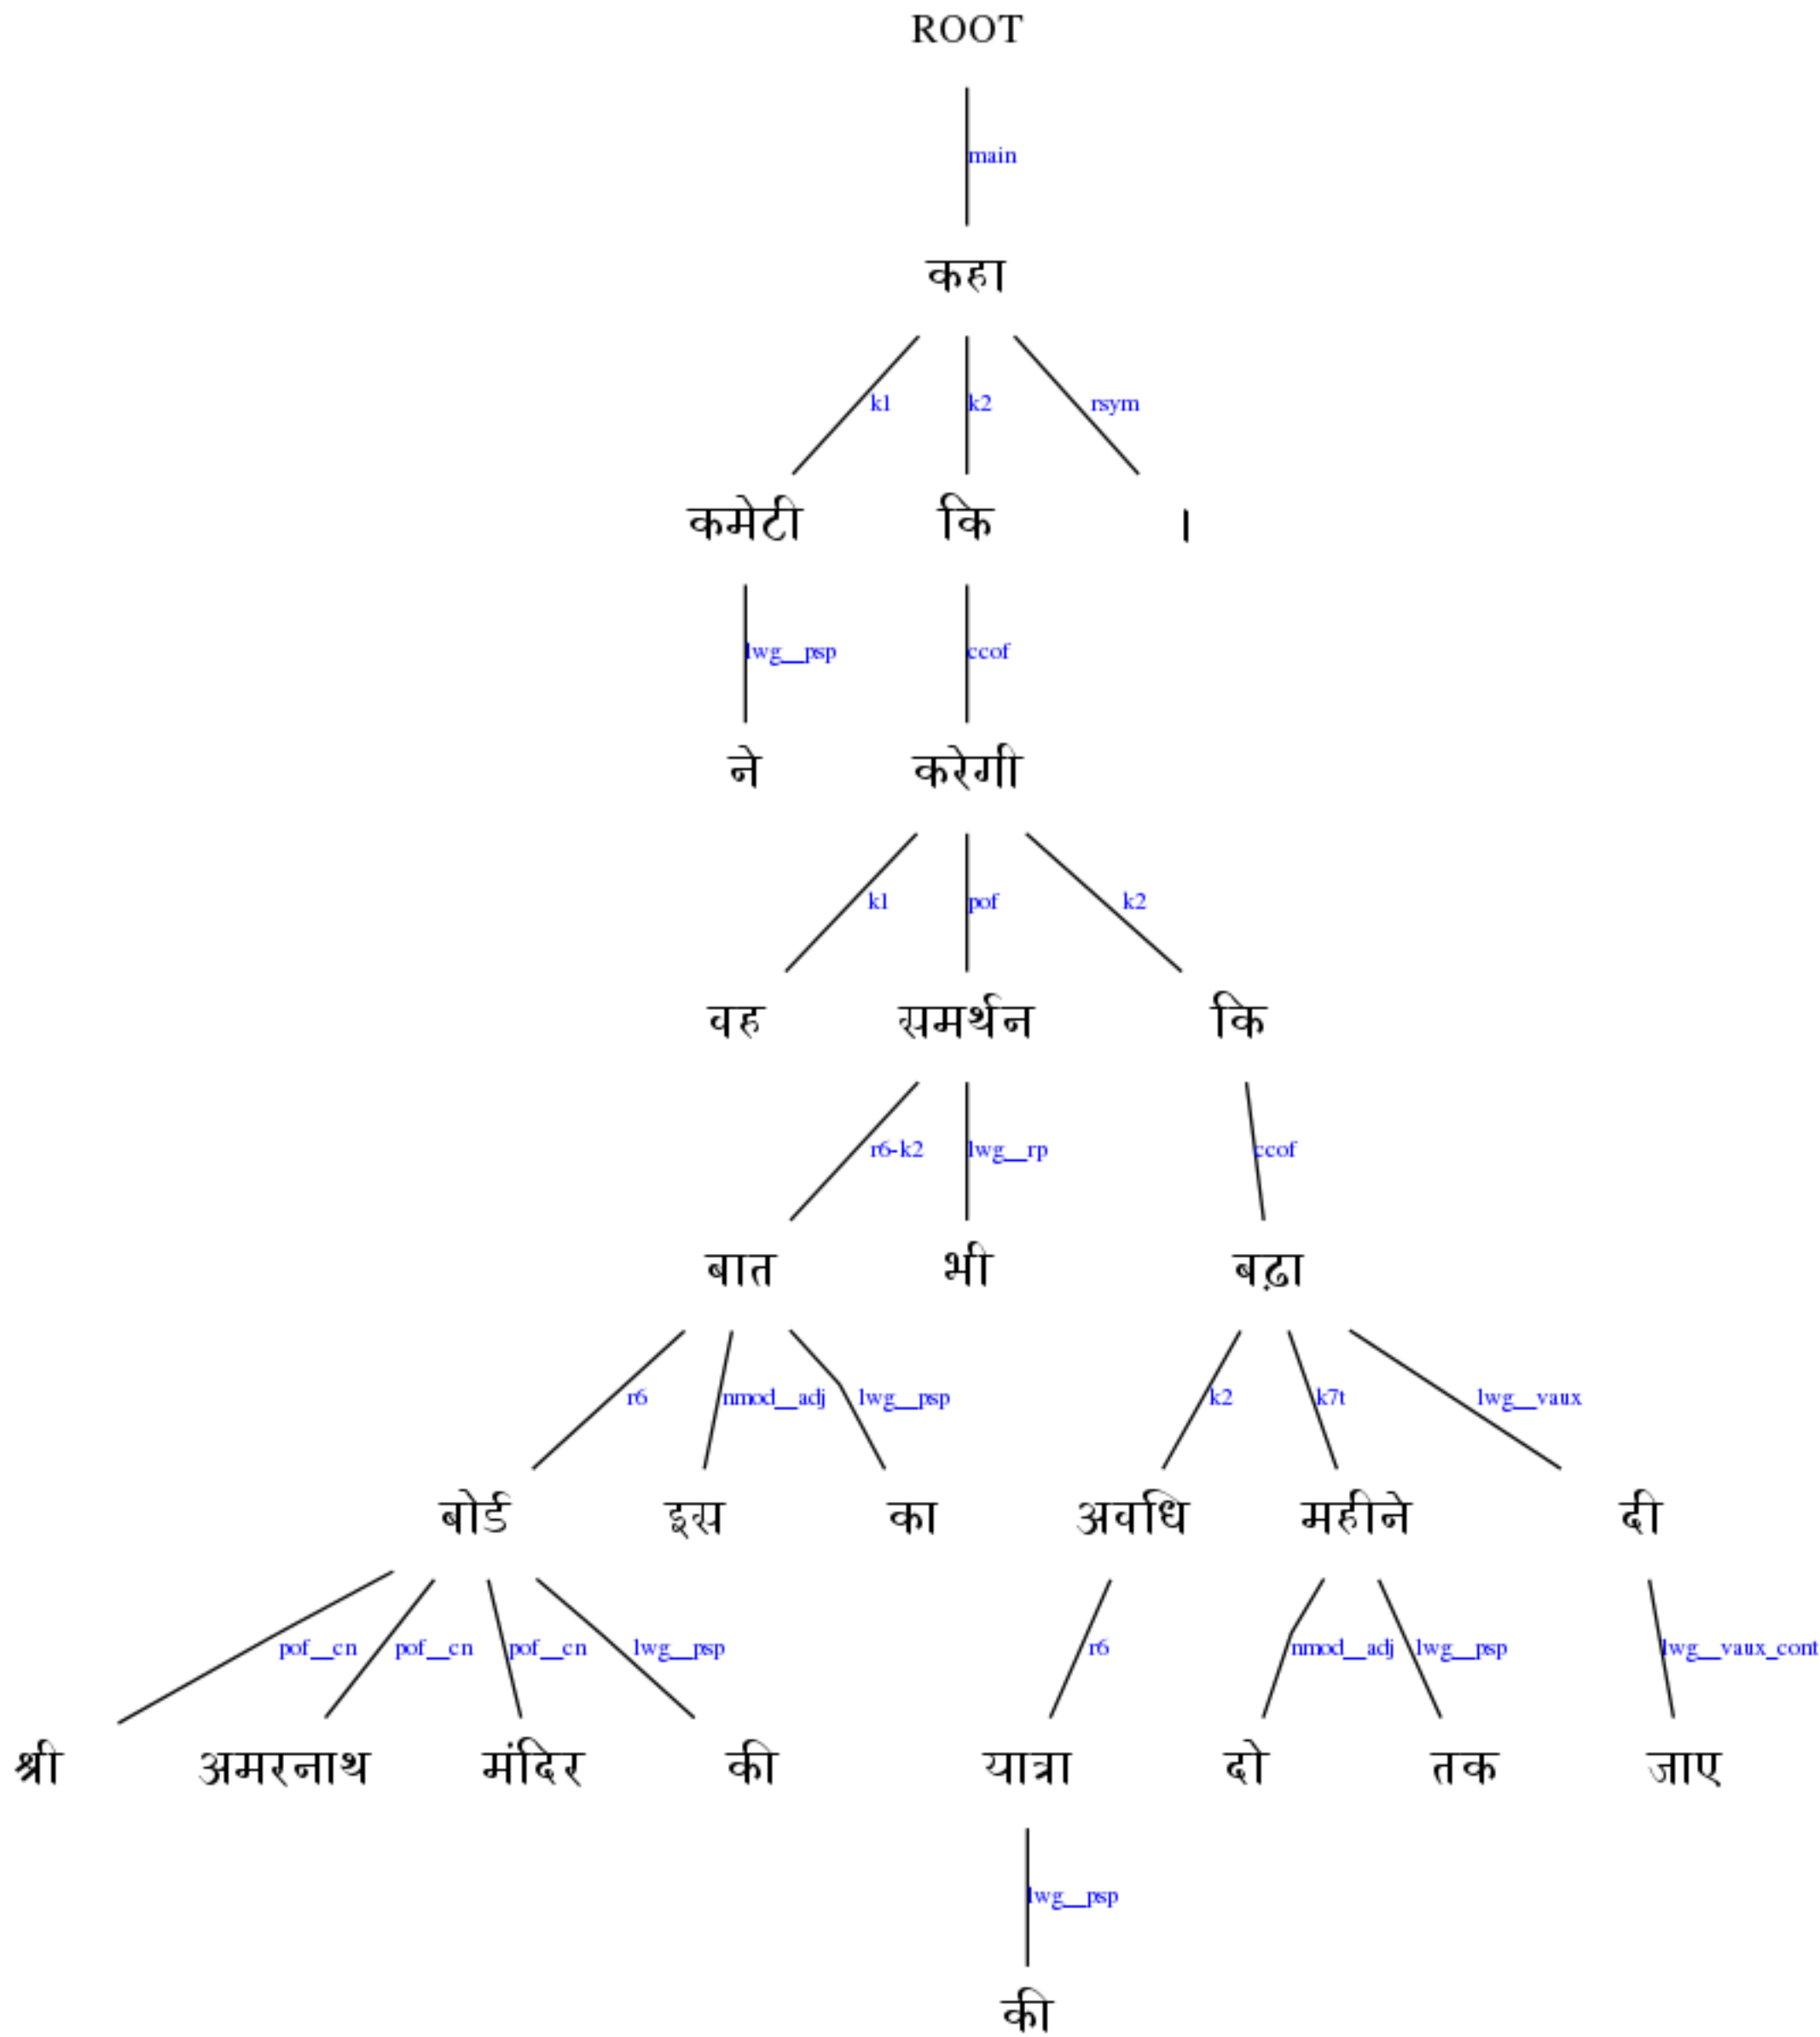 ROOT
main
कहा
k1 k2 rsym
कमेटी कि ।
lwg__psp ccof
ने करेगी
k1 pof k2
वह समर्थन कि
r6-k2 lwg__rp ccof
बात भी बढ़ा
r6 nmod__adj lwg__psp k2 k7t lwg__vaux
बोर्ड इस का अवधि महीने दी
pof__cn pof__cn pof__cn lwg__psp r6 nmod__adj lwg__psp lwg__vaux_cont
श्री अमरनाथ मंदिर की यात्रा दो तक जाए
lwg__psp
की